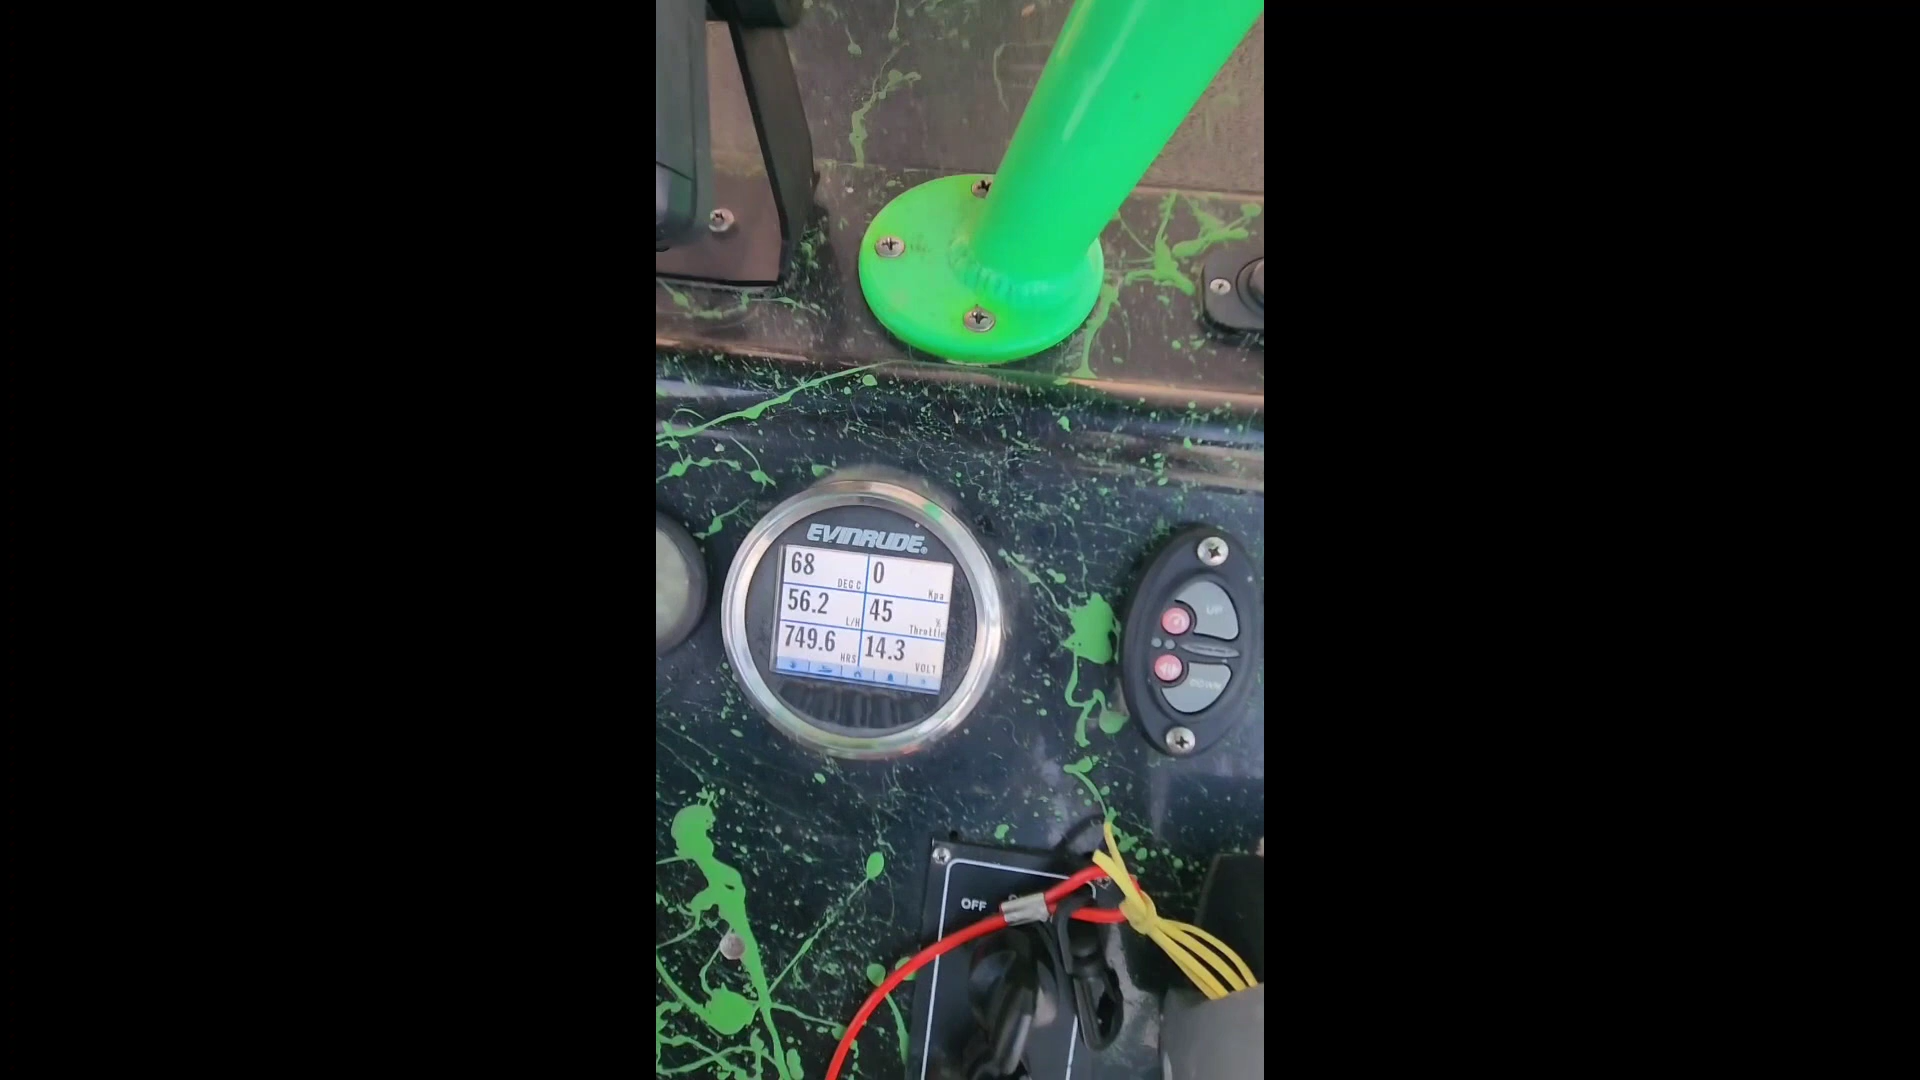 EVINRUDE®
68 DEG C 0 Kpa
56.2 L/H 45 % Throttle
749.6 HRS 14.3 VOLT
UP
DOWN
OFF